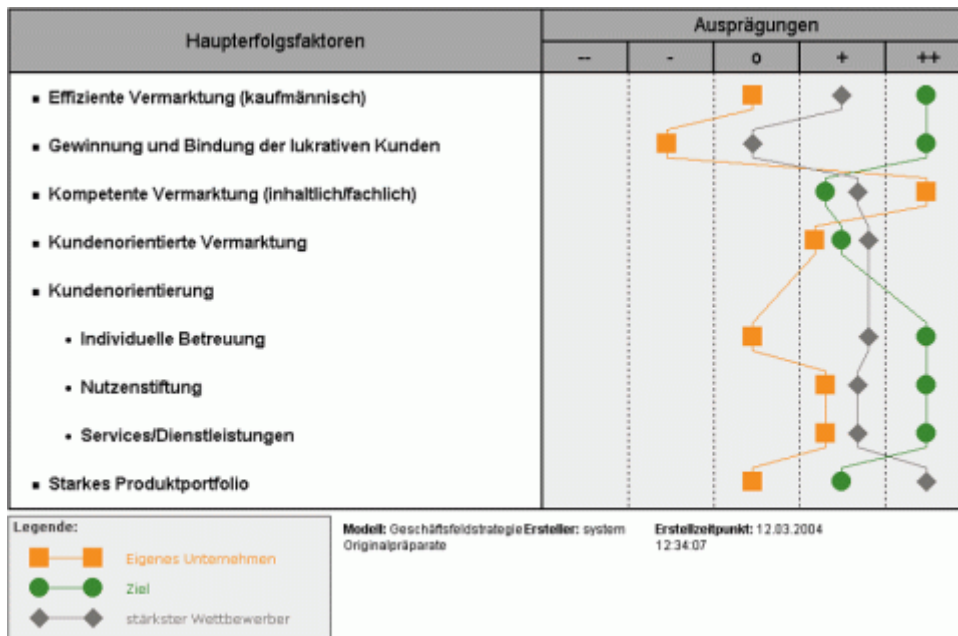 Haupterfolgsfaktoren
Ausprägungen
-- - o + ++
▪ Effiziente Vermarktung (kaufmännisch)
▪ Gewinnung und Bindung der lukrativen Kunden
▪ Kompetente Vermarktung (inhaltlich/fachlich)
▪ Kundenorientierte Vermarktung
▪ Kundenorientierung
• Individuelle Betreuung
• Nutzenstiftung
• Services/Dienstleistungen
▪ Starkes Produktportfolio
Legende:
Eigenes Unternehmen
Ziel
stärkster Wettbewerber
Modell: Geschäftsfeldstrategie Ersteller: system Erstellzeitpunkt: 12.03.2004
Originalpräparate 12:34:07